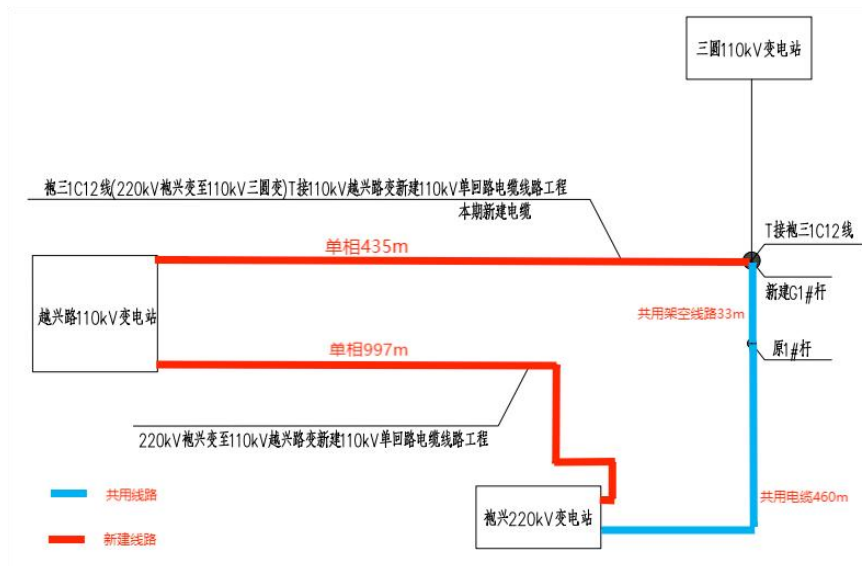 三圆110kV变电站
袍三1C12线(220kV袍兴变至110kV三圆变)T接110kV越兴路变新建110kV单回路电缆线路工程
本期新建电缆
T接袍三1C12线
单相435m
新建G1#杆
越兴路110kV变电站
共用架空线路33m
单相997m
原1#杆
220kV袍兴变至110kV越兴路变新建110kV单回路电缆线路工程
共用线路
袍兴220kV变电站
共用电缆460m
新建线路